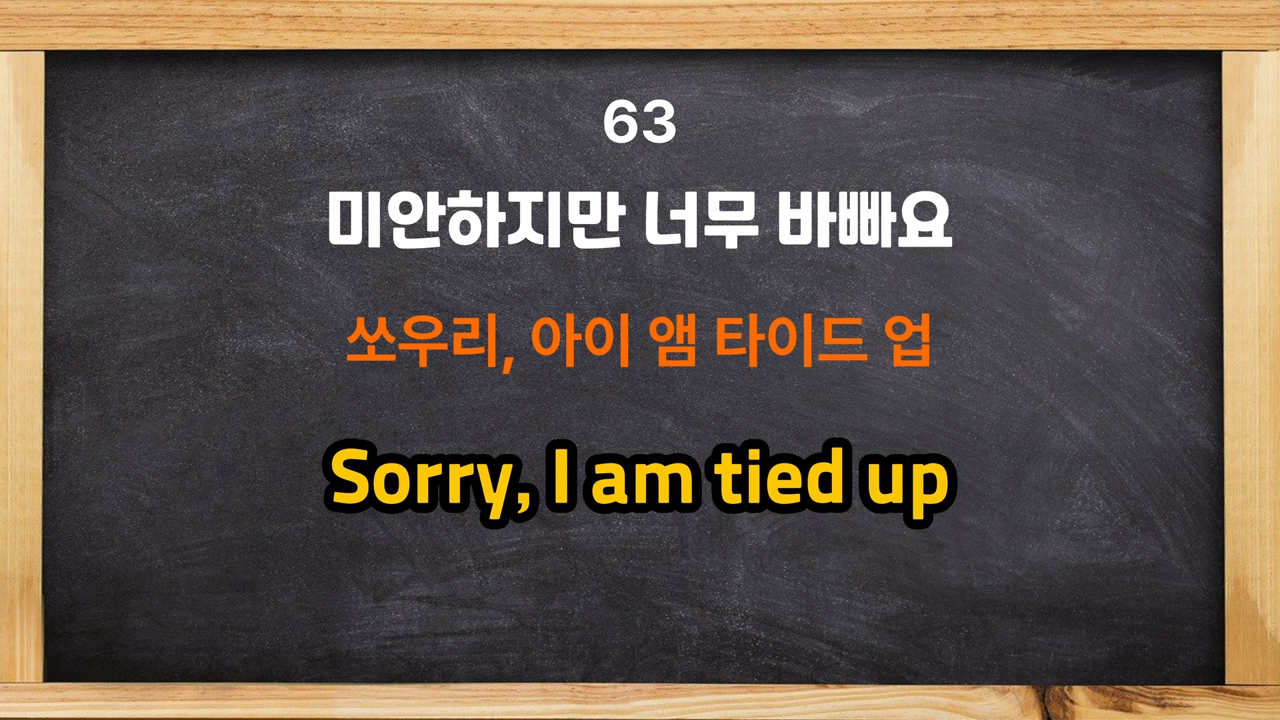 63
미안하지만 너무 바빠요
쏘우리, 아이 앰 타이드 업
Sorry, I am tied up